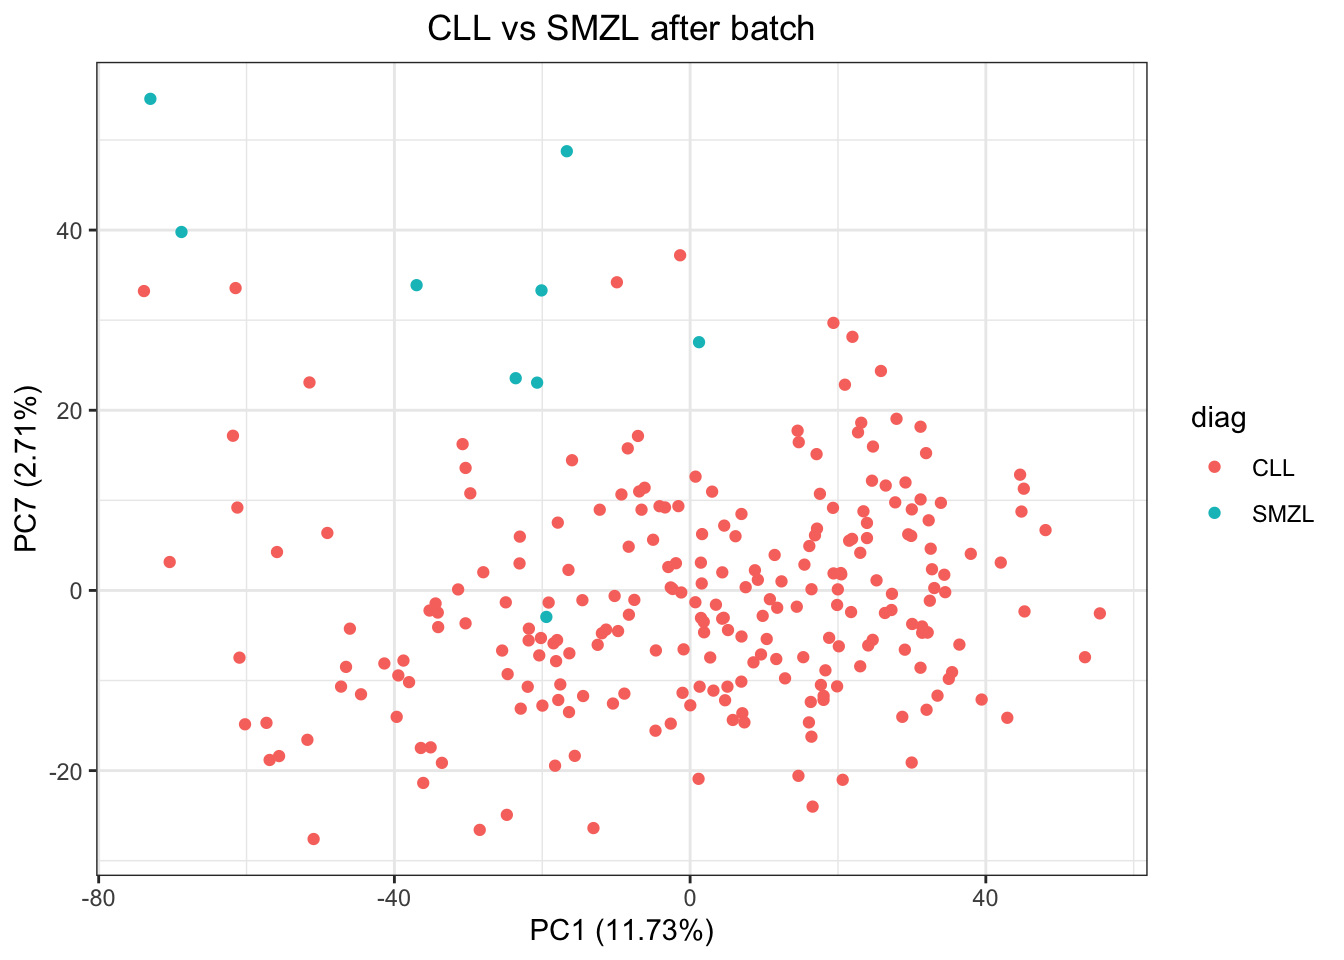 CLL vs SMZL after batch
PC7 (2.71%)
40
20
0
-20
-80
-40
0
40
PC1 (11.73%)
diag
CLL
SMZL